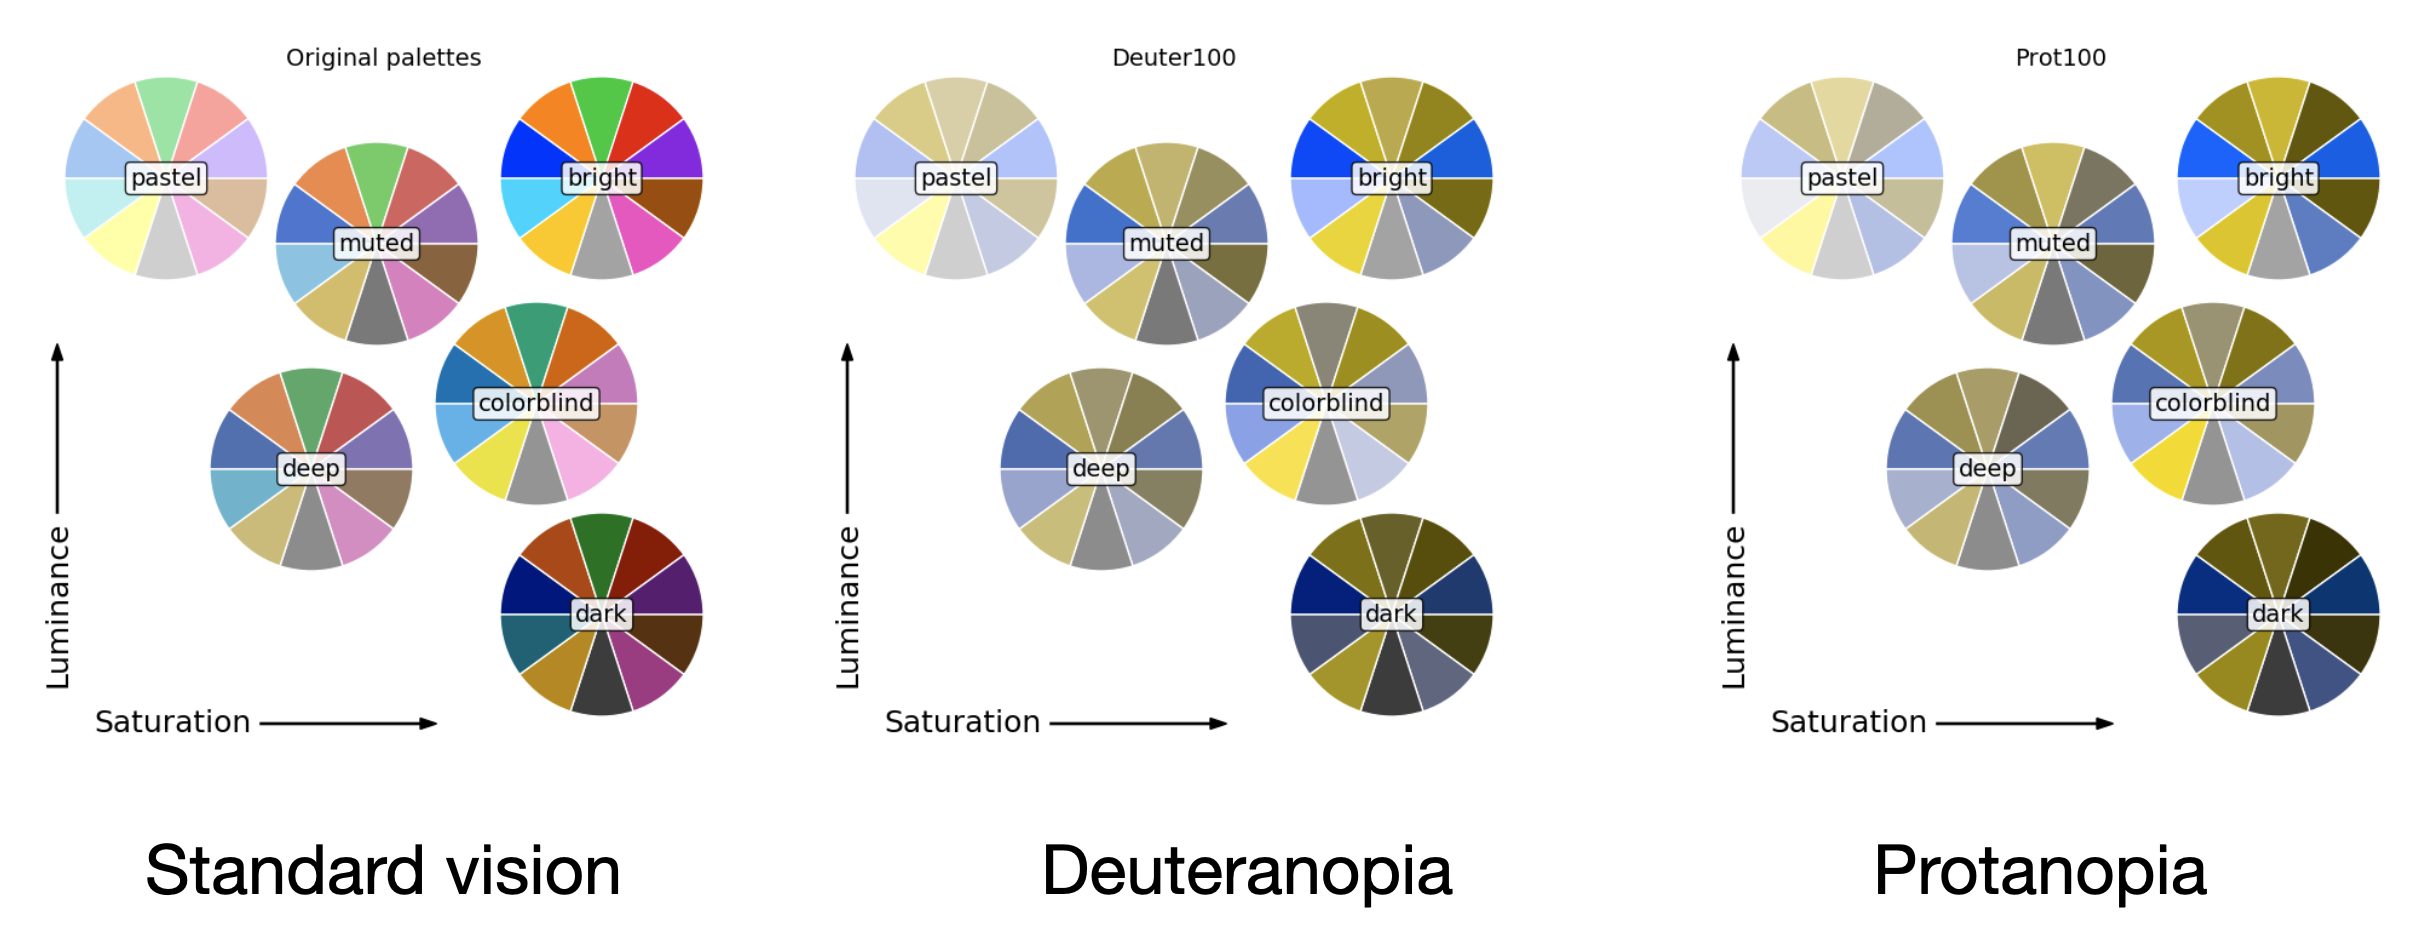 Original palettes
pastel
bright
muted
colorblind
deep
dark
Luminance
Saturation
Standard vision
Deuter100
pastel
bright
muted
colorblind
deep
dark
Luminance
Saturation
Deuteranopia
Prot100
pastel
bright
muted
colorblind
deep
dark
Luminance
Saturation
Protanopia